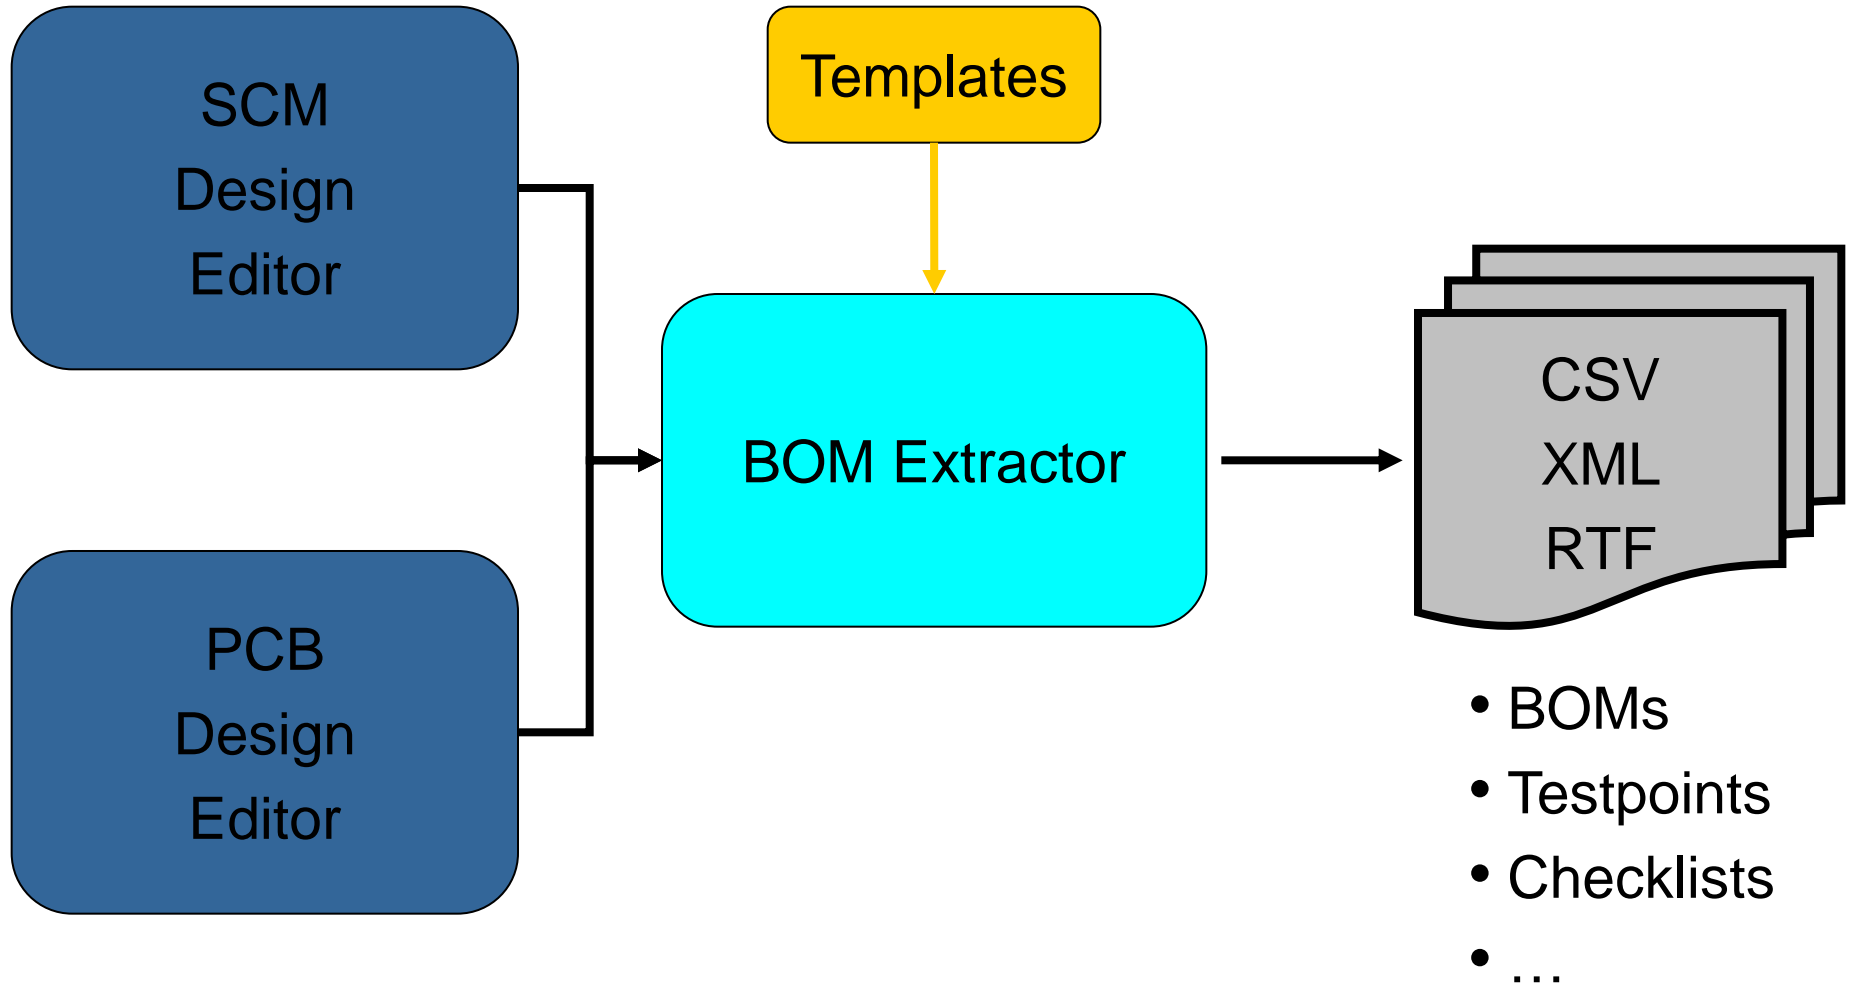 SCM
Design
Editor
Templates
BOM Extractor
CSV
XML
RTF
PCB
Design
Editor
• BOMs
• Testpoints
• Checklists
• …